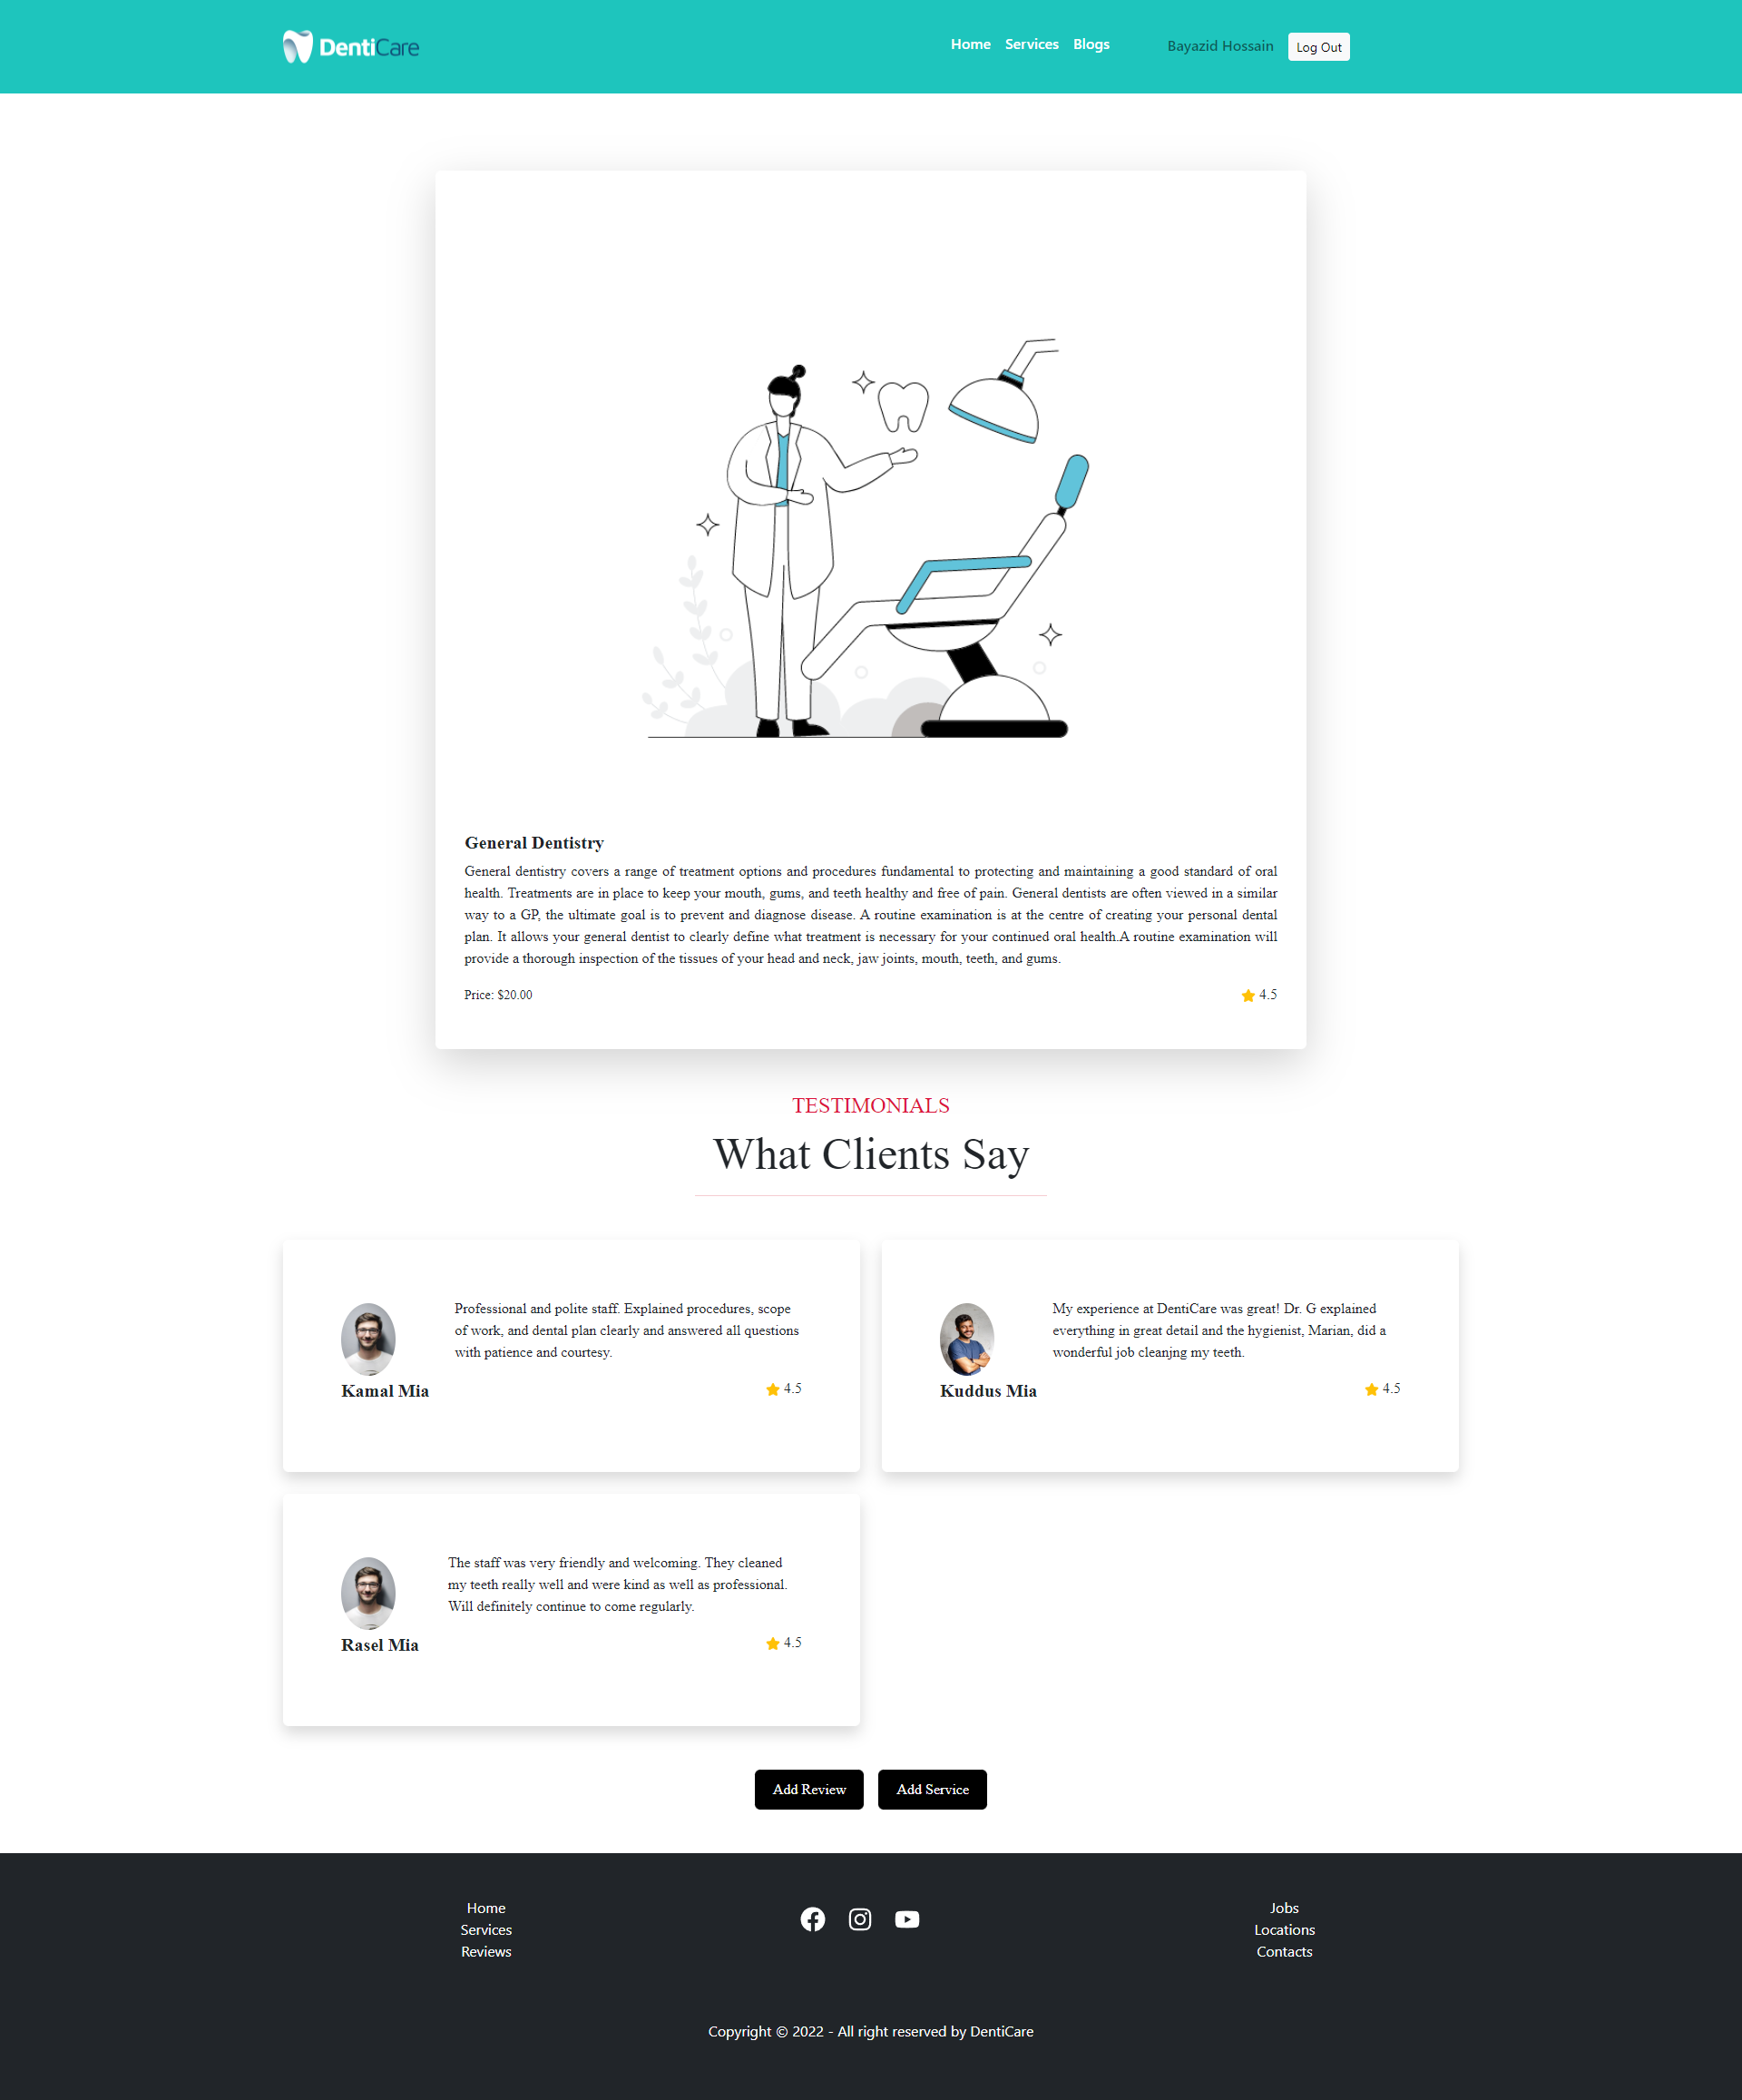 DentiCare
Home Services Blogs Bayazid Hossain Log Out
General Dentistry
General dentistry covers a range of treatment options and procedures fundamental to protecting and maintaining a good standard of oral
health. Treatments are in place to keep your mouth, gums, and teeth healthy and free of pain. General dentists are often viewed in a similar
way to a GP, the ultimate goal is to prevent and diagnose disease. A routine examination is at the centre of creating your personal dental
plan. It allows your general dentist to clearly define what treatment is necessary for your continued oral health.A routine examination will
provide a thorough inspection of the tissues of your head and neck, jaw joints, mouth, teeth, and gums.
Price: $20.00 4.5
TESTIMONIALS
What Clients Say
Professional and polite staff. Explained procedures, scope
of work, and dental plan clearly and answered all questions
with patience and courtesy.
Kamal Mia 4.5
My experience at DentiCare was great! Dr. G explained
everything in great detail and the hygienist, Marian, did a
wonderful job cleanjng my teeth.
Kuddus Mia 4.5
The staff was very friendly and welcoming. They cleaned
my teeth really well and were kind as well as professional.
Will definitely continue to come regularly.
Rasel Mia 4.5
Add Review Add Service
Home
Services
Reviews
Jobs
Locations
Contacts
Copyright © 2022 - All right reserved by DentiCare